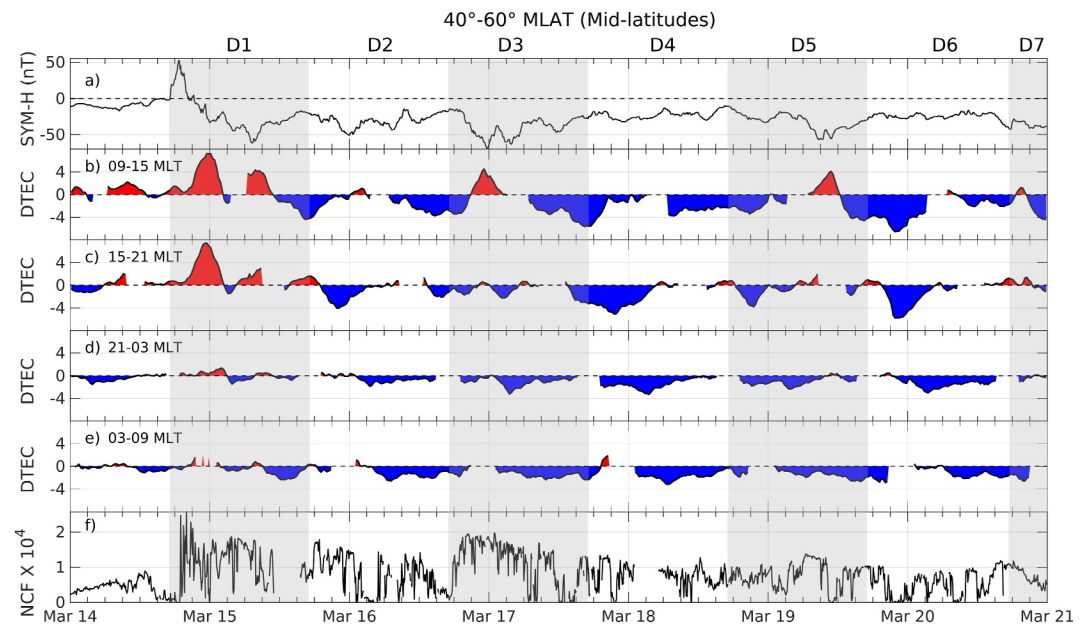 40°-60° MLAT (Mid-latitudes)
D1 D2 D3 D4 D5 D6 D7
SYM-H (nT)
50
0
-50
a)
DTEC
4
0
-4
b) 09-15 MLT
DTEC
4
0
-4
c) 15-21 MLT
DTEC
4
0
-4
d) 21-03 MLT
DTEC
4
0
-4
e) 03-09 MLT
NCF X 10^4
2
1
0
f)
Mar 14 Mar 15 Mar 16 Mar 17 Mar 18 Mar 19 Mar 20 Mar 21